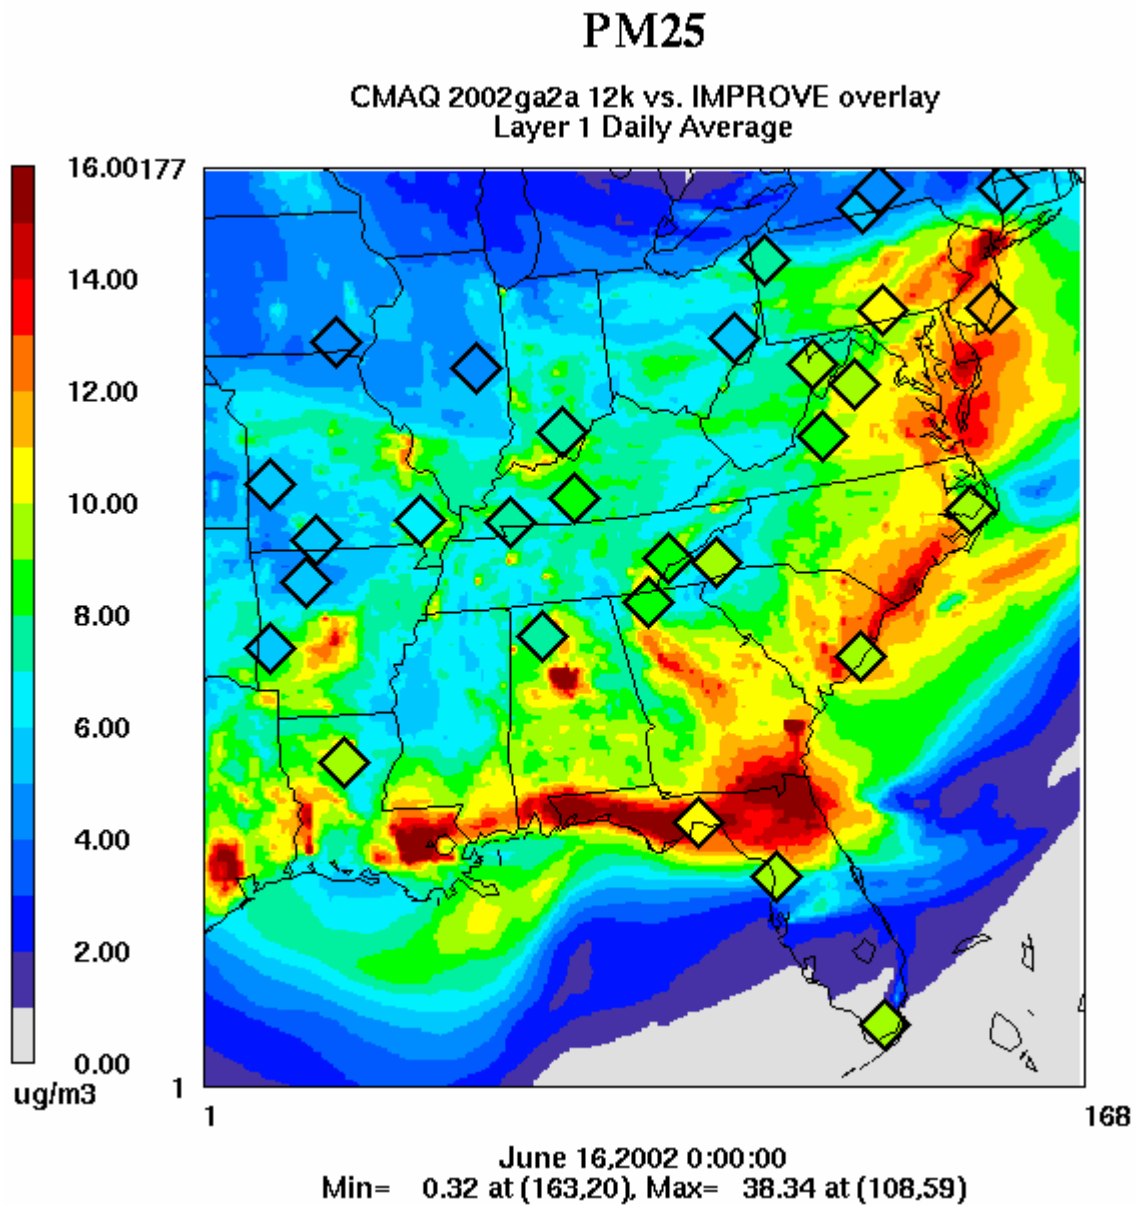 PM25
CMAQ 2002ga2a 12k vs. IMPROVE overlay
Layer 1 Daily Average
16.00
177
14.00
12.00
10.00
8.00
6.00
4.00
2.00
0.00
ug/m3
1
1
168
June 16,2002 0:00:00
Min= 0.32 at (163,20), Max= 38.34 at (108,59)